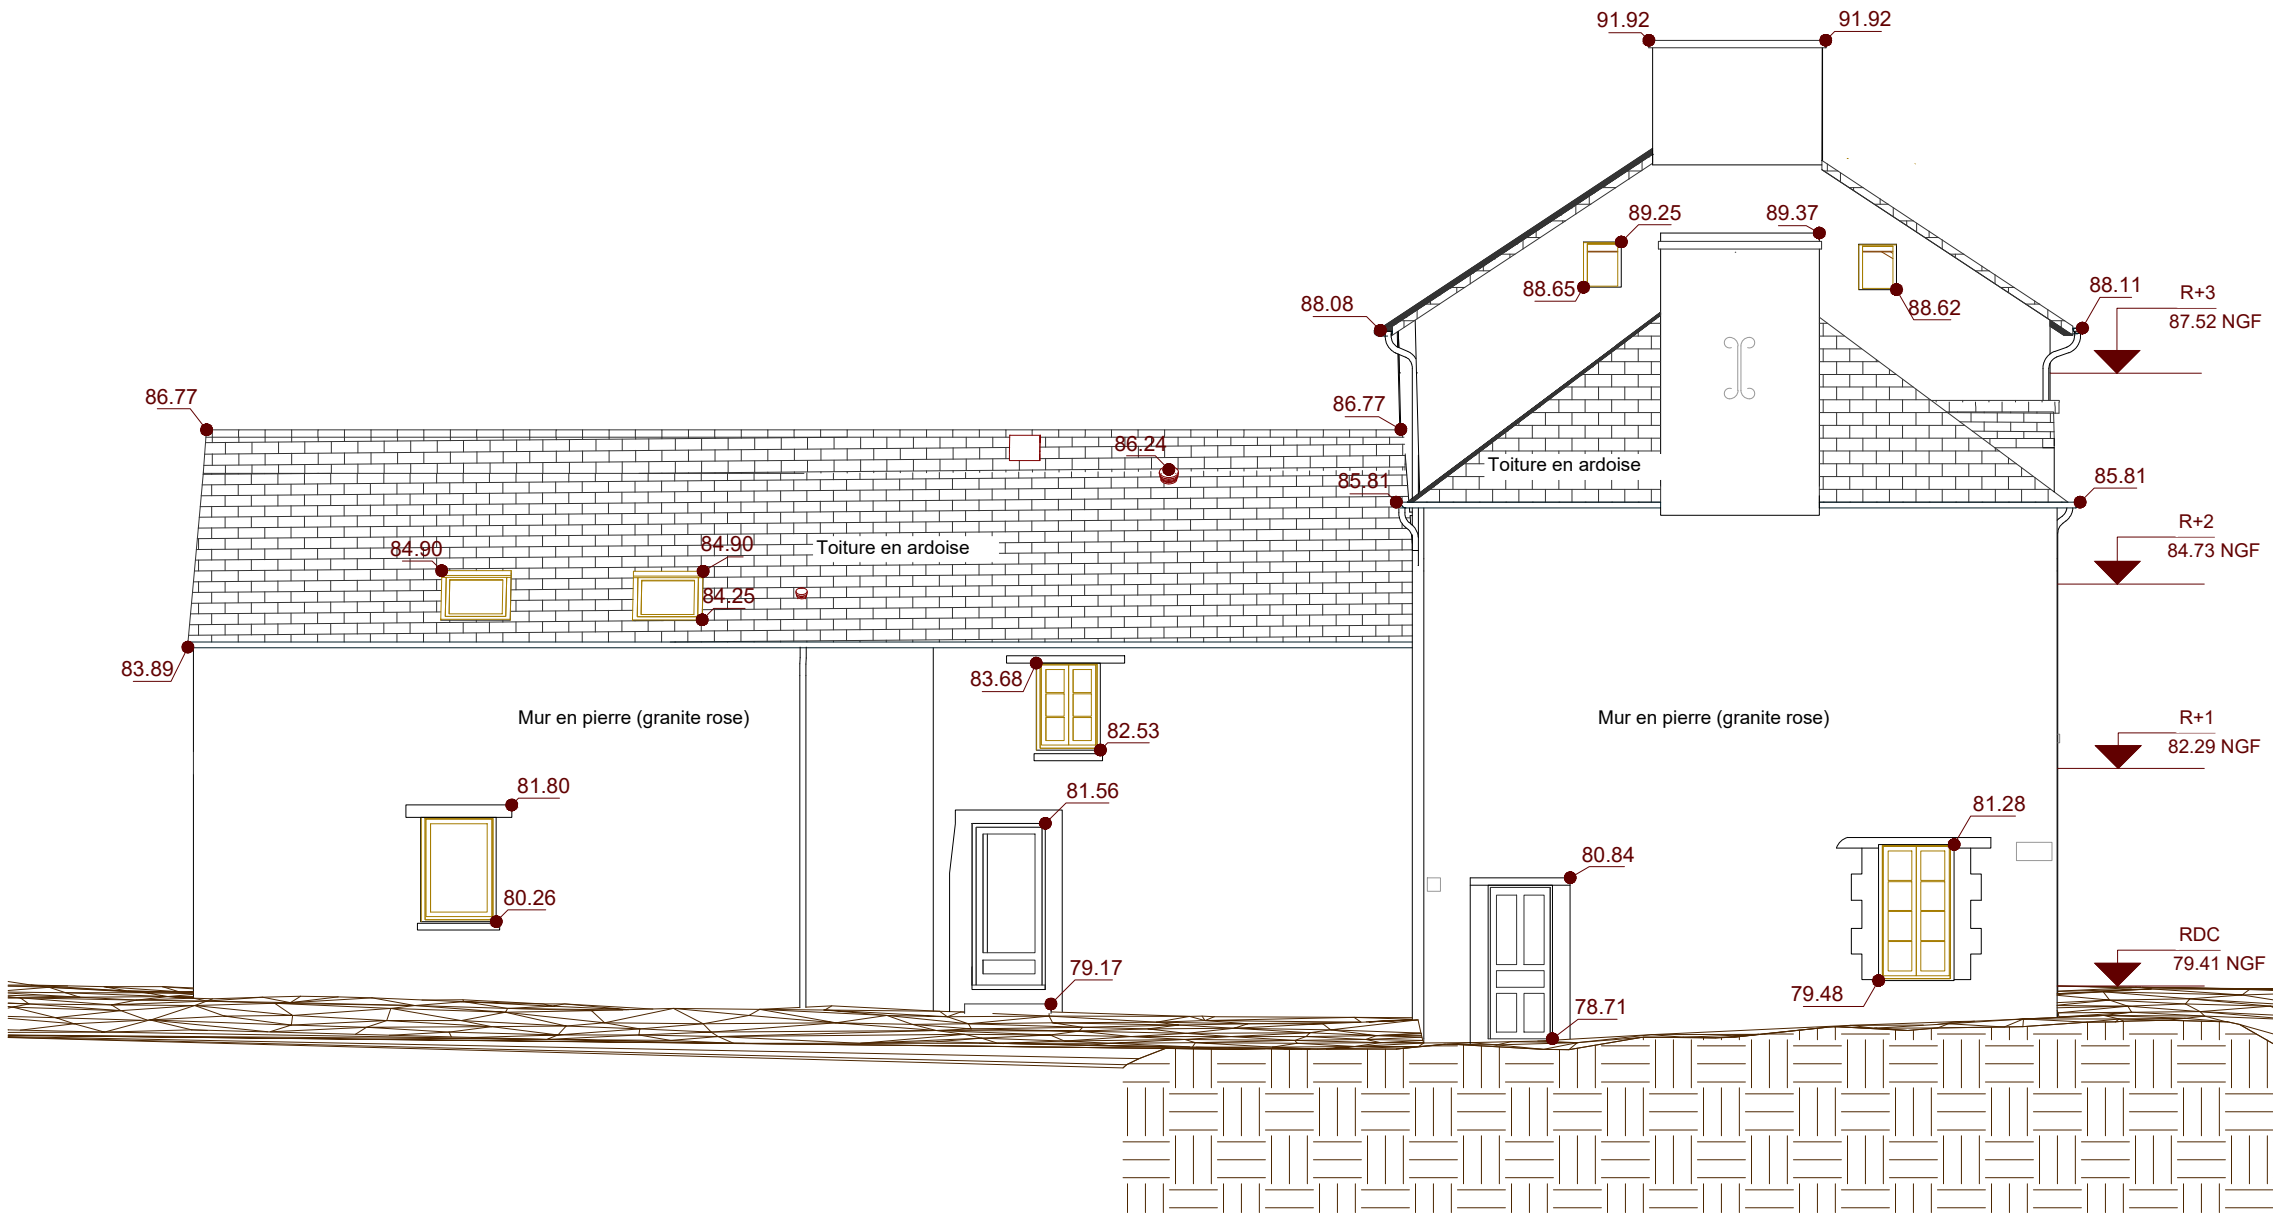 91.92
91.92
89.25
89.37
88.65
88.62
88.08
88.11
R+3
87.52 NGF
86.77
86.77
86.24
Toiture en ardoise
85.81
85.81
R+2
84.73 NGF
84.90
84.90
Toiture en ardoise
84.25
83.89
83.68
82.53
Mur en pierre (granite rose)
Mur en pierre (granite rose)
R+1
82.29 NGF
81.80
81.56
81.28
80.84
80.26
RDC
79.41 NGF
79.17
79.48
78.71